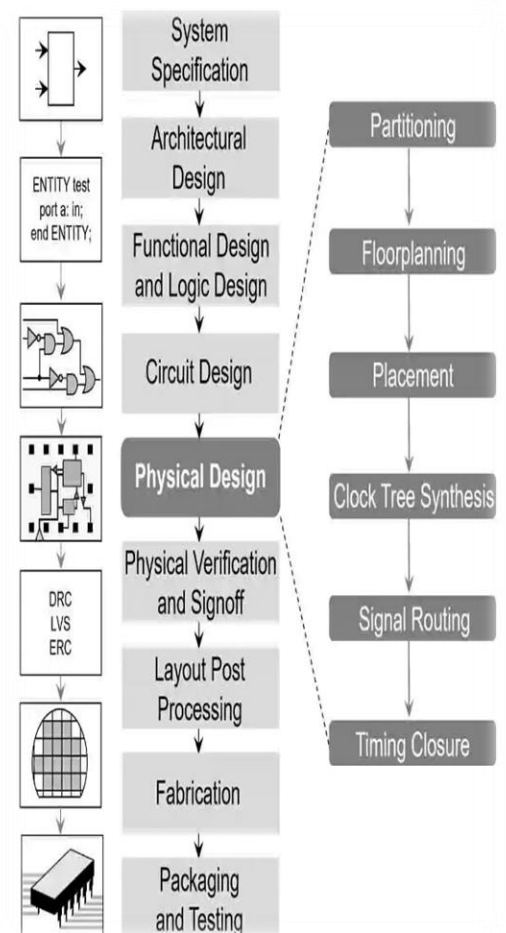 System
Specification
Architectural
Design
ENTITY test
port a: in;
end ENTITY;
Functional Design
and Logic Design
Circuit Design
Physical Design
Physical Verification
and Signoff
DRC
LVS
ERC
Layout Post
Processing
Fabrication
Packaging
and Testing
Partitioning
Floorplanning
Placement
Clock Tree Synthesis
Signal Routing
Timing Closure